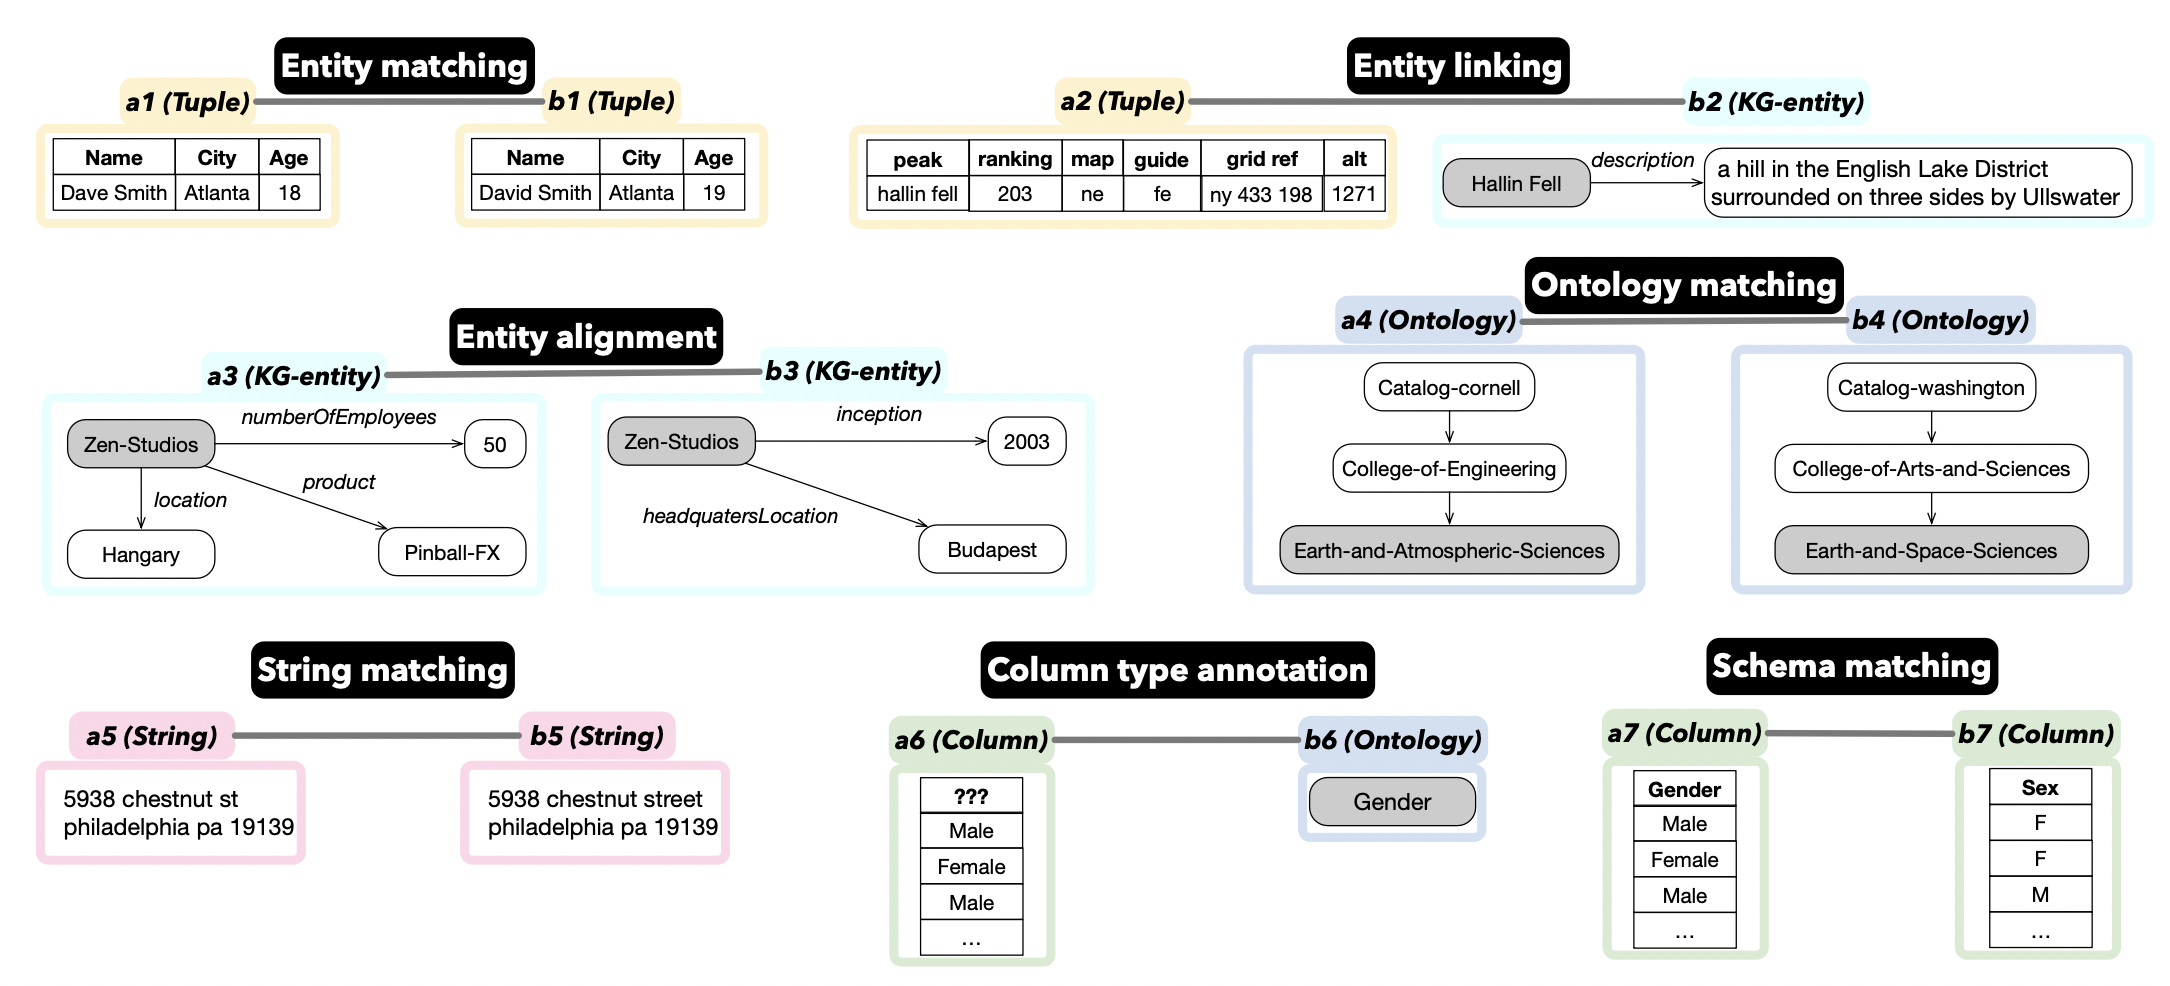 Entity matching
a1 (Tuple)
b1 (Tuple)
Name City Age
Dave Smith Atlanta 18
Name City Age
David Smith Atlanta 19
Entity linking
a2 (Tuple)
b2 (KG-entity)
peak ranking map guide grid ref alt
hallin fell 203 ne fe ny 433 198 1271
Hallin Fell
description
a hill in the English Lake District
surrounded on three sides by Ullswater
Entity alignment
a3 (KG-entity)
b3 (KG-entity)
Zen-Studios
numberOfEmployees
50
location
product
Hangary
Pinball-FX
Zen-Studios
inception
2003
headquatersLocation
Budapest
Ontology matching
a4 (Ontology)
b4 (Ontology)
Catalog-cornell
College-of-Engineering
Earth-and-Atmospheric-Sciences
Catalog-washington
College-of-Arts-and-Sciences
Earth-and-Space-Sciences
String matching
a5 (String)
b5 (String)
5938 chestnut st
philadelphia pa 19139
5938 chestnut street
philadelphia pa 19139
Column type annotation
a6 (Column)
b6 (Ontology)
???
Male
Female
Male
...
Gender
Schema matching
a7 (Column)
b7 (Column)
Gender
Male
Female
Male
...
Sex
F
F
M
...